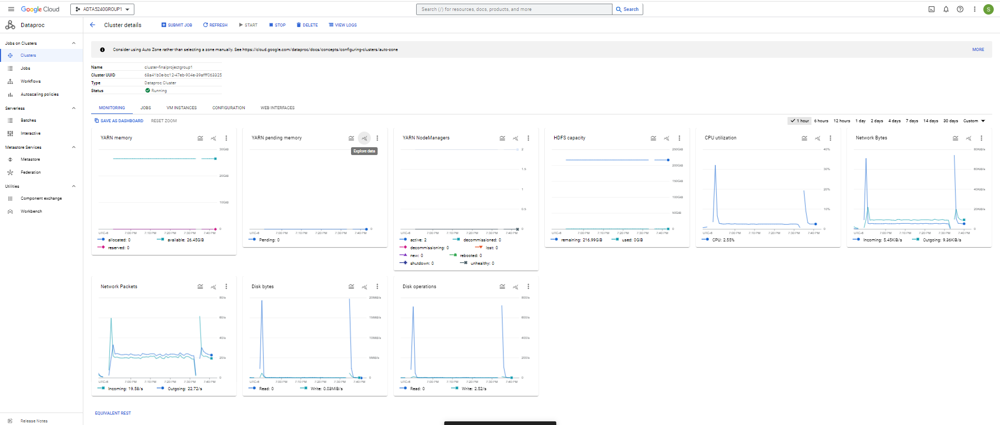 Google Cloud
ADTA5240GROUP1
Search (/) for resources, docs, products, and more
Search
S
Dataproc
Cluster details
SUBMIT JOB
REFRESH
START
STOP
DELETE
VIEW LOGS
Jobs on Clusters
Clusters
Jobs
Workflows
Autoscaling policies
Serverless
Batches
Interactive
Metastore Services
Metastore
Federation
Utilities
Component exchange
Workbench
Release Notes
Consider using Auto Zone rather than selecting a zone manually. See https://cloud.google.com/dataproc/docs/concepts/configuring-clusters/auto-zone
MORE
Name cluster-finalprojectgroup1
Cluster UUID 68a41b0e-bc12-47eb-904e-39afff063325
Type Dataproc Cluster
Status Running
MONITORING JOBS VM INSTANCES CONFIGURATION WEB INTERFACES
SAVE AS DASHBOARD RESET ZOOM
1 hour 6 hours 12 hours 1 day 2 days 4 days 7 days 14 days 30 days Custom
YARN memory
30GiB
20GiB
10GiB
0
UTC-6 7:00 PM 7:10 PM 7:20 PM 7:30 PM 7:40 PM
allocated: 0 available: 26.45GiB
reserved: 0
YARN pending memory
Explore data
0
UTC-6 7:00 PM 7:10 PM 7:20 PM 7:30 PM 7:40 PM
Pending: 0
YARN NodeManagers
2
1.5
1
0.5
0
UTC-6 7:00 PM 7:10 PM 7:20 PM 7:30 PM 7:40 PM
active: 2 decommissioned: 0
decommissioning: 0 lost: 0
new: 0 rebooted: 0
shutdown: 0 unhealthy: 0
HDFS capacity
250GiB
200GiB
150GiB
100GiB
50GiB
0
UTC-6 7:00 PM 7:10 PM 7:20 PM 7:30 PM 7:40 PM
remaining: 216.99GiB used: 0GiB
CPU utilization
40%
30%
20%
10%
0
UTC-6 7:00 PM 7:10 PM 7:20 PM 7:30 PM 7:40 PM
CPU: 2.55%
Network Bytes
80KiB/s
60KiB/s
40KiB/s
20KiB/s
0
UTC-6 7:00 PM 7:10 PM 7:20 PM 7:30 PM 7:40 PM
Incoming: 5.45KiB/s Outgoing: 9.36KiB/s
Network Packets
80/s
60/s
40/s
20/s
0
UTC-6 7:00 PM 7:10 PM 7:20 PM 7:30 PM 7:40 PM
Incoming: 19.58/s Outgoing: 22.72/s
Disk bytes
20MiB/s
15MiB/s
10MiB/s
5MiB/s
0
UTC-6 7:00 PM 7:10 PM 7:20 PM 7:30 PM 7:40 PM
Read: 0 Write: 0.03MiB/s
Disk operations
800/s
600/s
400/s
200/s
0
UTC-6 7:00 PM 7:10 PM 7:20 PM 7:30 PM 7:40 PM
Read: 0 Write: 2.52/s
EQUIVALENT REST